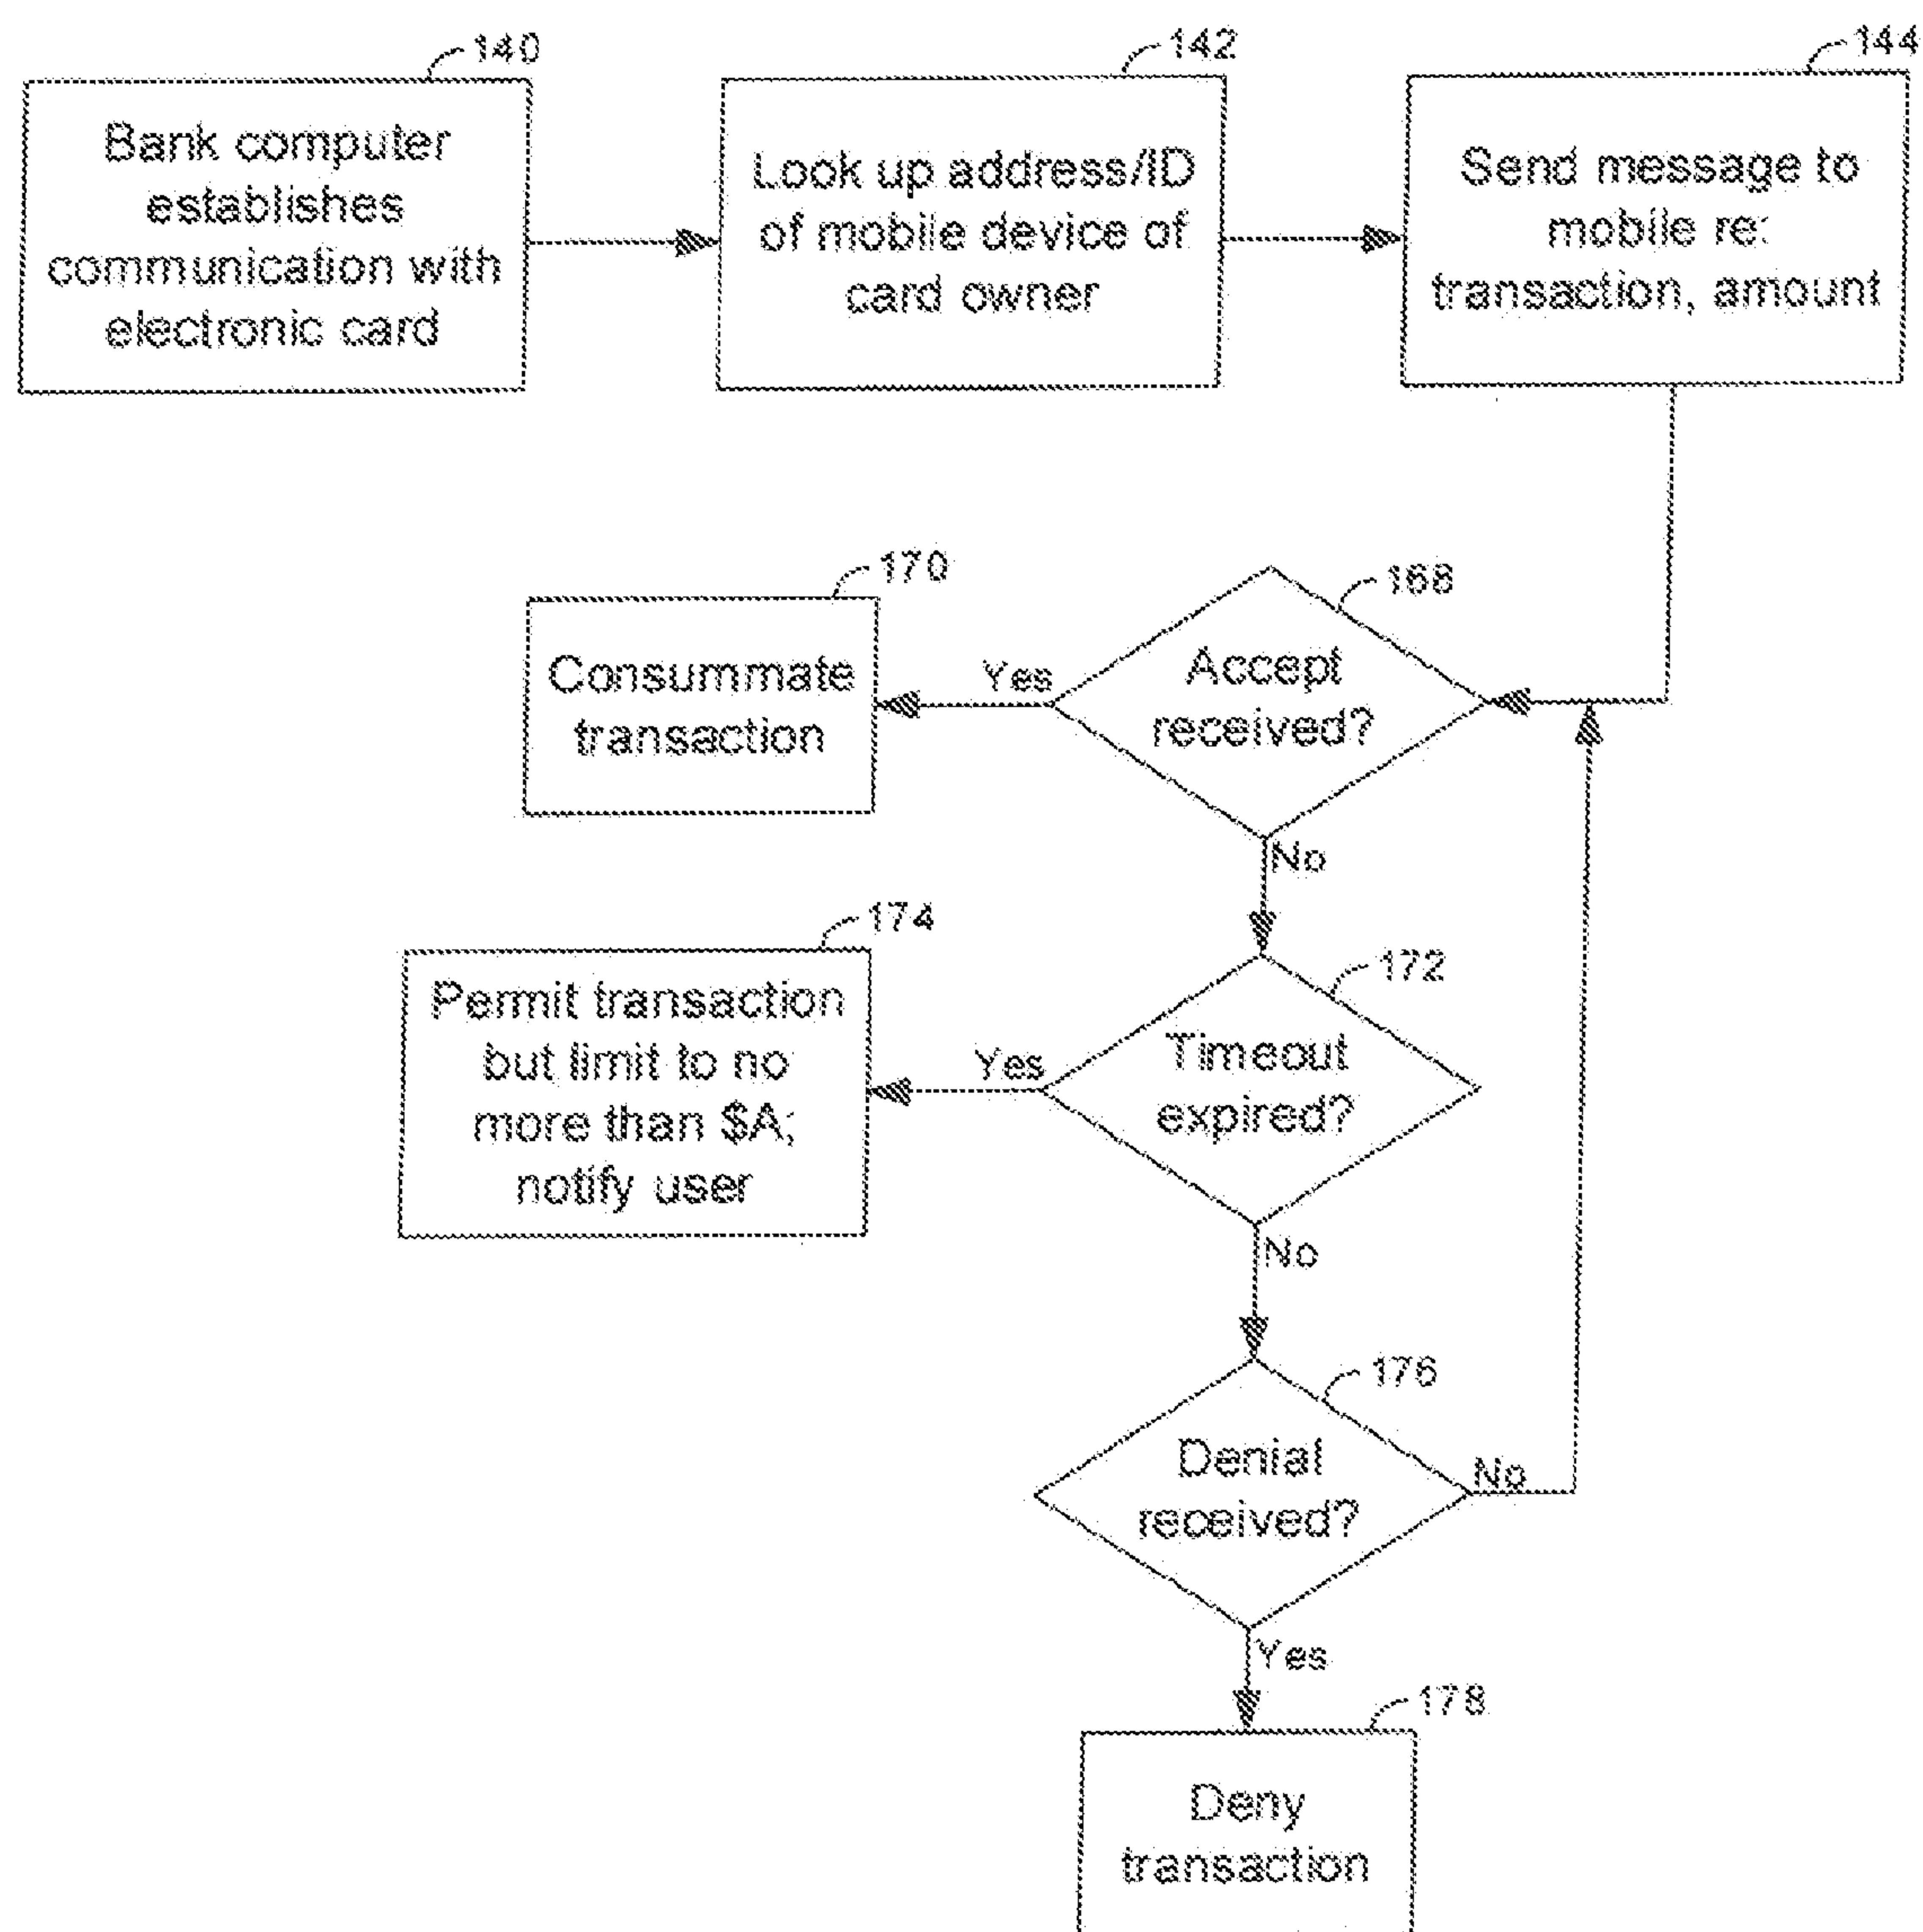 140
Bank computer
establishes
communication with
electronic card
142
Look up address/ID
of mobile device of
card owner
144
Send message to
mobile re:
transaction, amount
170
Consummate
transaction
Yes
168
Accept
received?
No
174
Permit transaction
but limit to no
more than $A;
notify user
Yes
172
Timeout
expired?
No
176
Denial
received?
No
Yes
178
Deny
transaction